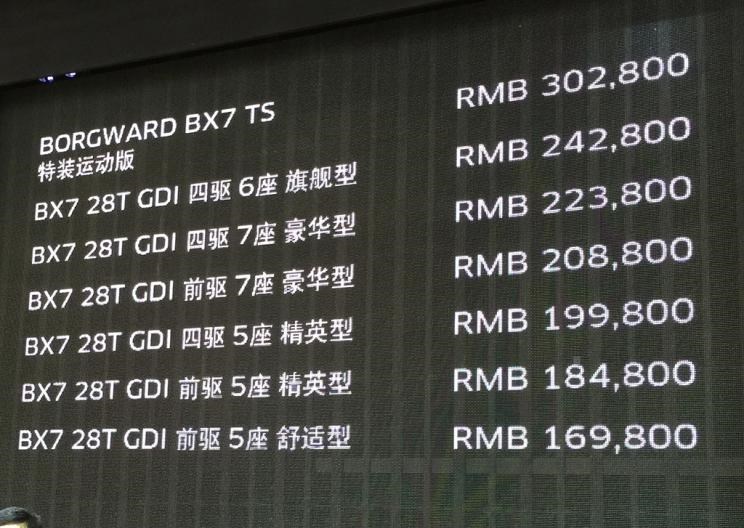 BORGWARD BX7 TS RMB 302,800
特装运动版
BX7 28T GDI 四驱 6座 旗舰型 RMB 242,800
BX7 28T GDI 四驱 7座 豪华型 RMB 223,800
BX7 28T GDI 前驱 7座 豪华型 RMB 208,800
BX7 28T GDI 四驱 5座 精英型 RMB 199,800
BX7 28T GDI 前驱 5座 精英型 RMB 184,800
BX7 28T GDI 前驱 5座 舒适型 RMB 169,800